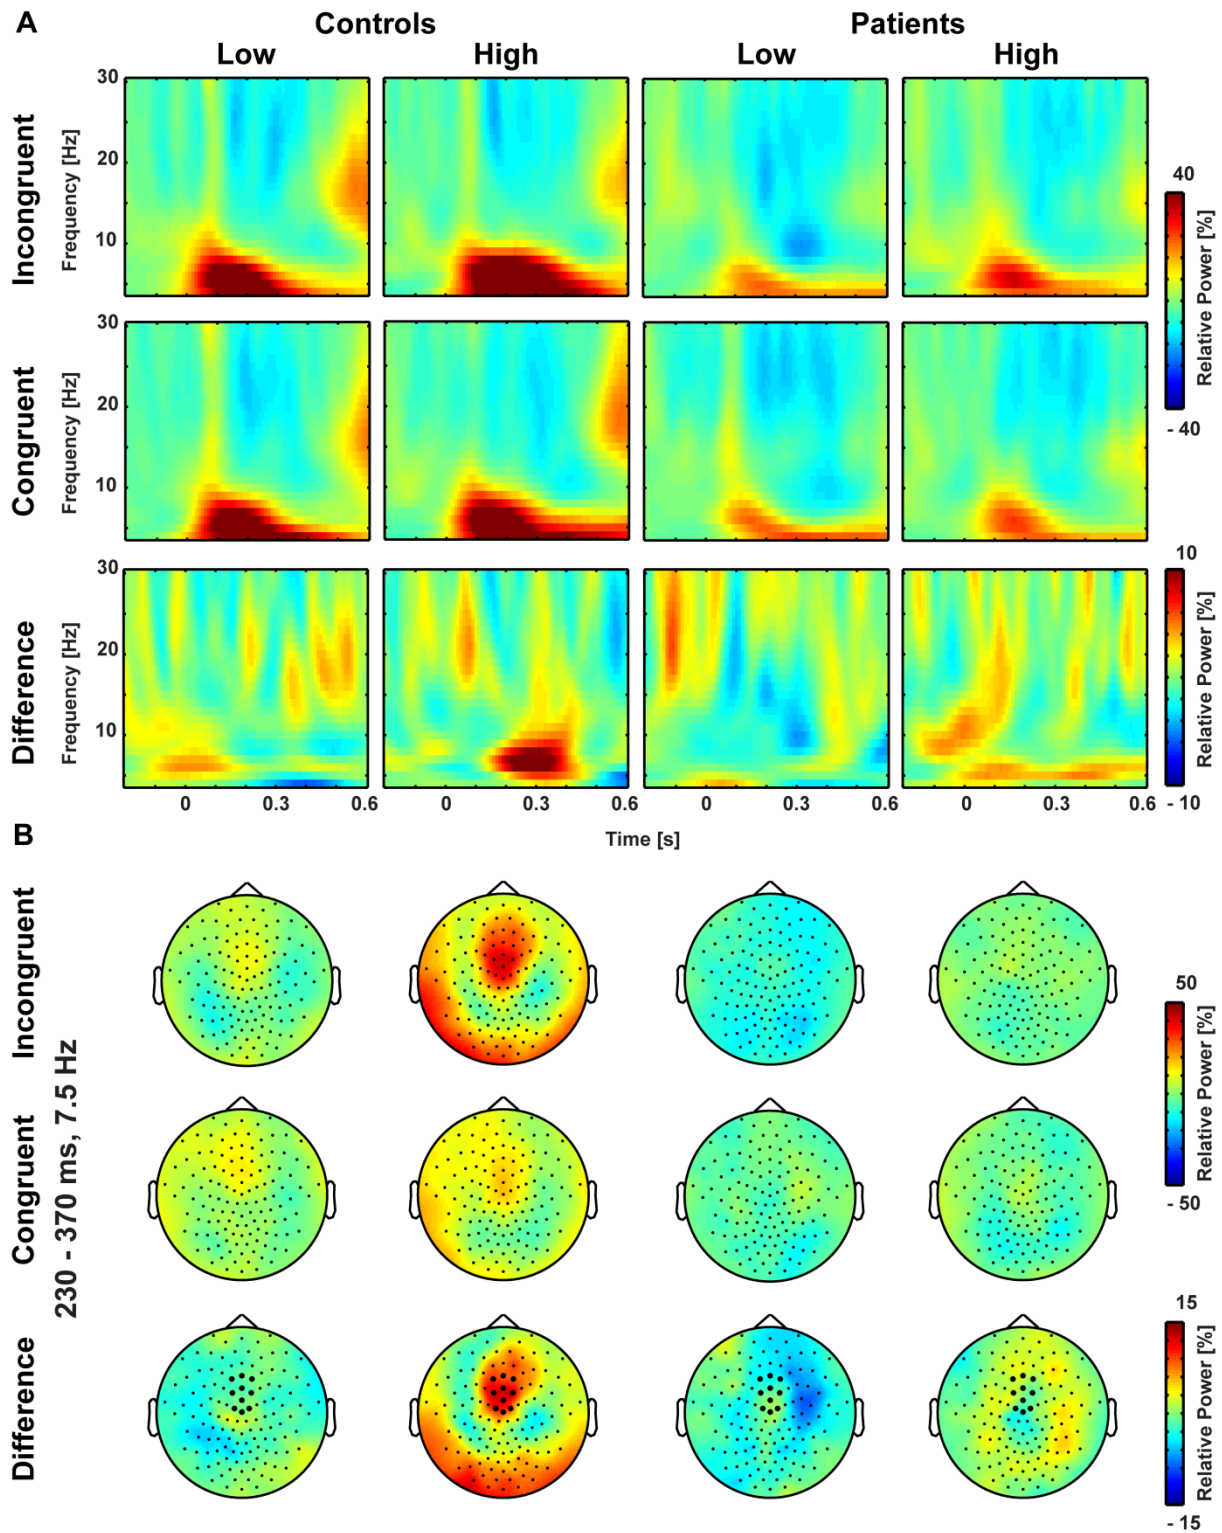 A
Controls
Patients
Low
High
Low
High
Incongruent
Frequency [Hz]
30
20
10
40
Relative Power [%]
- 40
Congruent
Frequency [Hz]
30
20
10
Difference
Frequency [Hz]
30
20
10
10
Relative Power [%]
- 10
0
0.3
0.6
0
0.3
0.6
0
0.3
0.6
0
0.3
0.6
Time [s]
B
230 - 370 ms, 7.5 Hz
Incongruent
50
Relative Power [%]
- 50
Congruent
Difference
15
Relative Power [%]
- 15